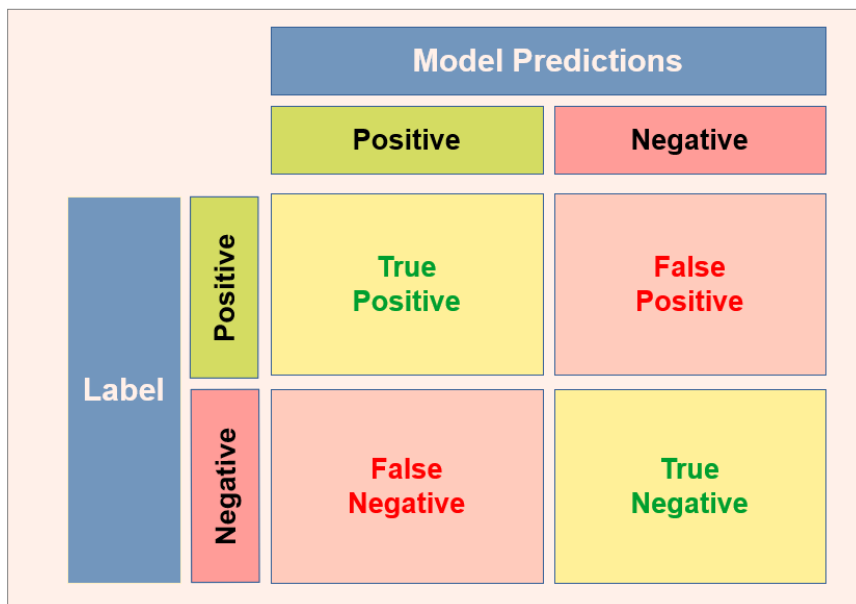 Model Predictions
Positive
Negative
Label
Positive
True
Positive
False
Positive
Negative
False
Negative
True
Negative